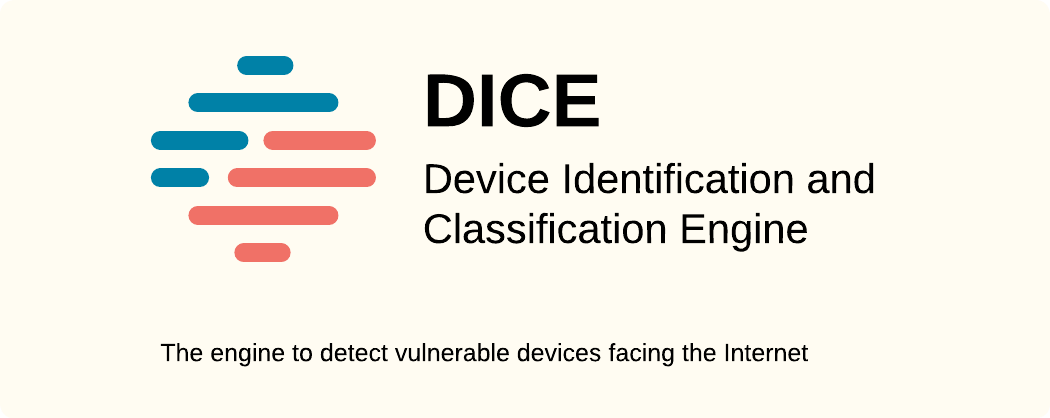 DICE
Device Identification and
Classification Engine
The engine to detect vulnerable devices facing the Internet